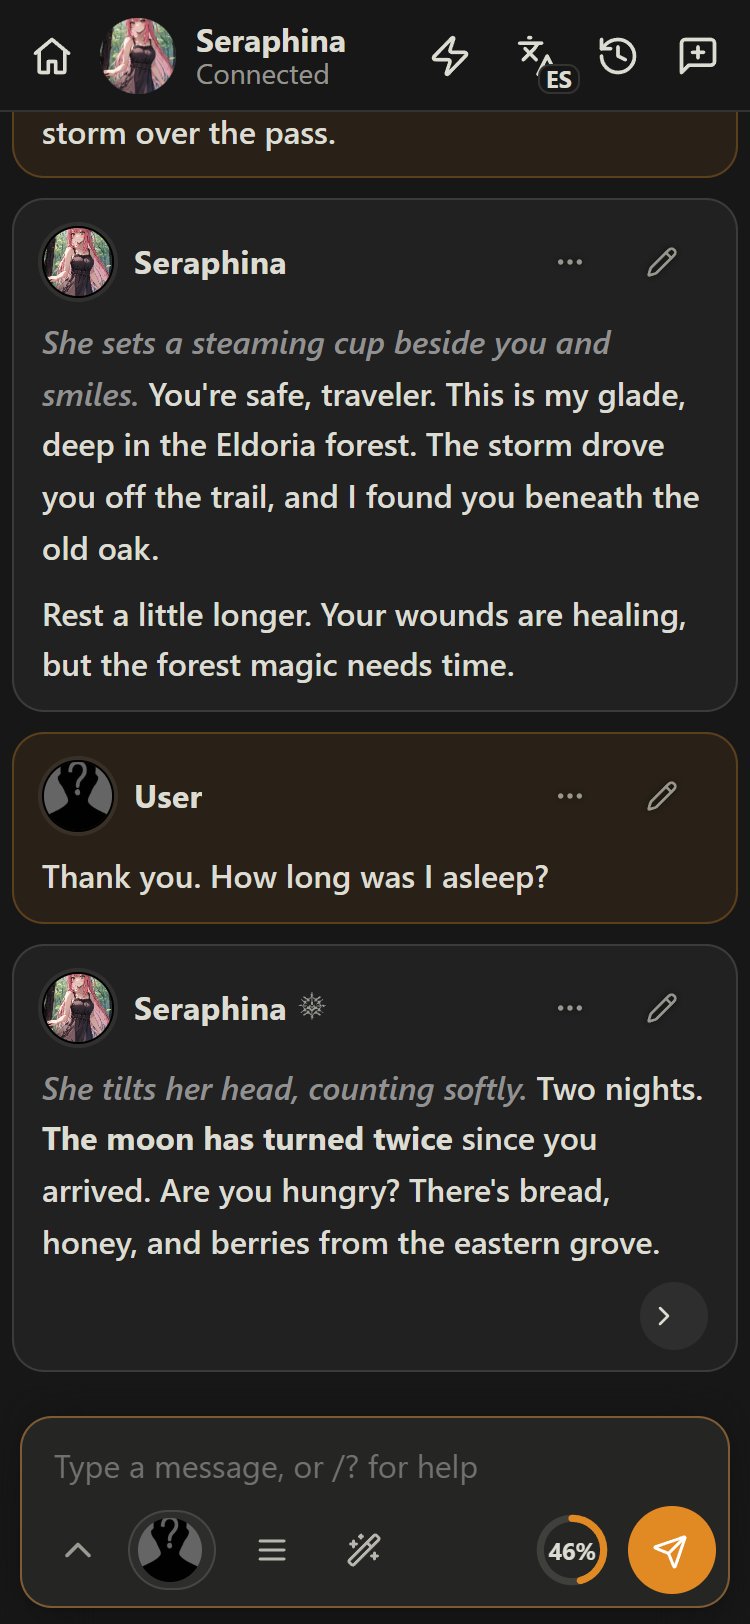 Seraphina
Connected
ES
storm over the pass.
Seraphina
She sets a steaming cup beside you and
smiles. You're safe, traveler. This is my glade,
deep in the Eldoria forest. The storm drove
you off the trail, and I found you beneath the
old oak.
Rest a little longer. Your wounds are healing,
but the forest magic needs time.
User
Thank you. How long was I asleep?
Seraphina
She tilts her head, counting softly. Two nights.
The moon has turned twice since you
arrived. Are you hungry? There's bread,
honey, and berries from the eastern grove.
Type a message, or /? for help
46%